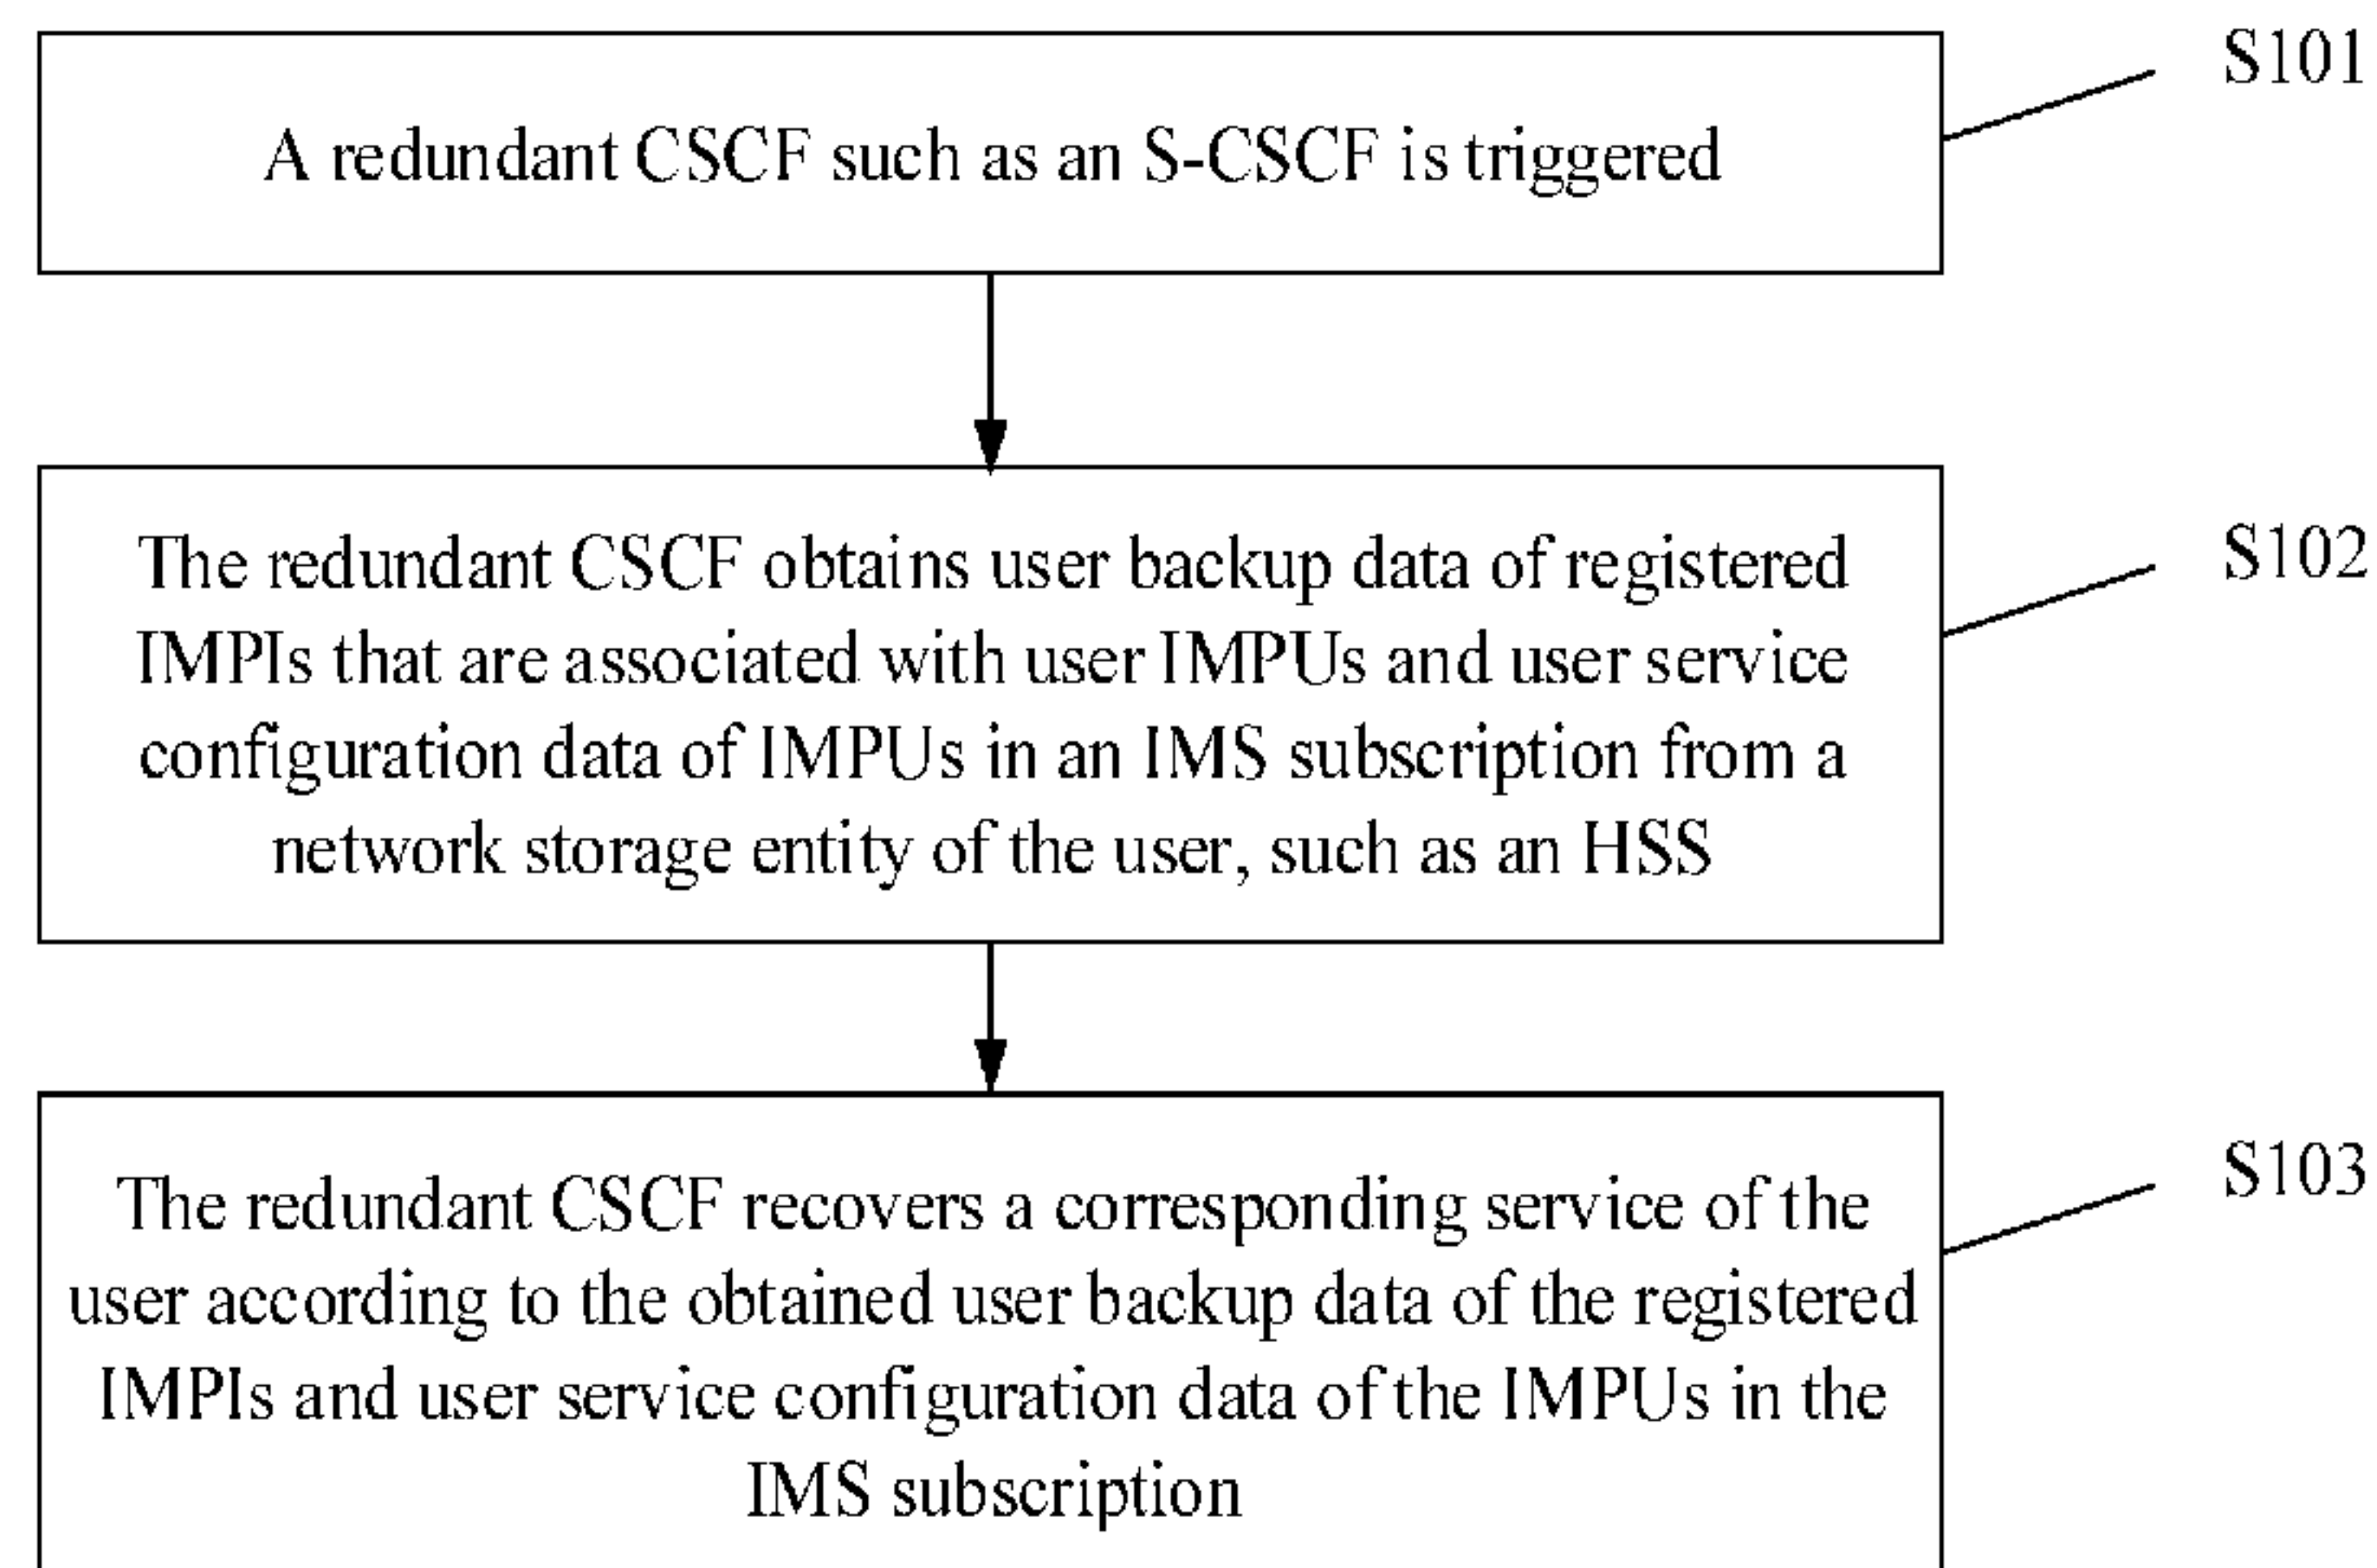 A redundant CSCF such as an S-CSCF is triggered
S101
The redundant CSCF obtains user backup data of registered
IMPIs that are associated with user IMPUs and user service
configuration data of IMPUs in an IMS subscription from a
network storage entity of the user, such as an HSS
S102
The redundant CSCF recovers a corresponding service of the
user according to the obtained user backup data of the registered
IMPIs and user service configuration data of the IMPUs in the
IMS subscription
S103